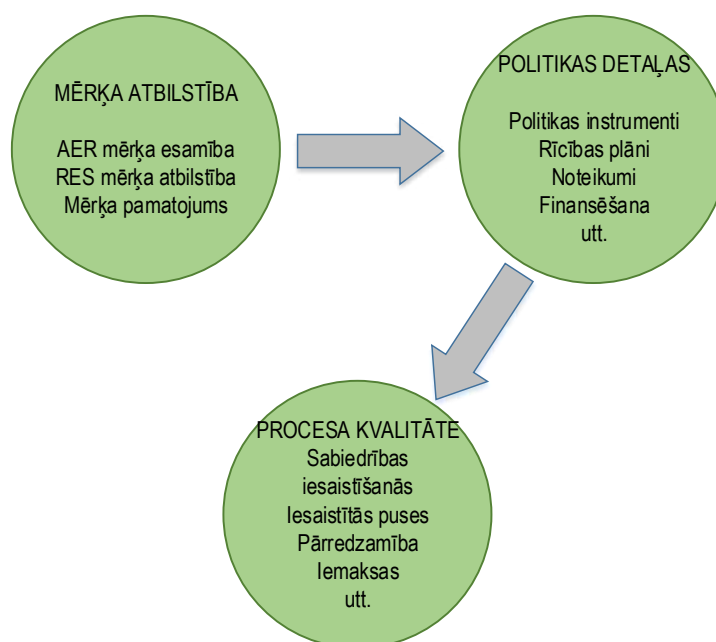 MĒRĶA ATBILSTĪBA
AER mērķa esamība
RES mērķa atbilstība
Mērķa pamatojums
POLITIKAS DETAĻAS
Politikas instrumenti
Rīcības plāni
Noteikumi
Finansēšana
utt.
PROCESA KVALITĀTE
Sabiedrības
iesaistīšanās
Iesaistītās puses
Pārredzamība
Iemaksas
utt.